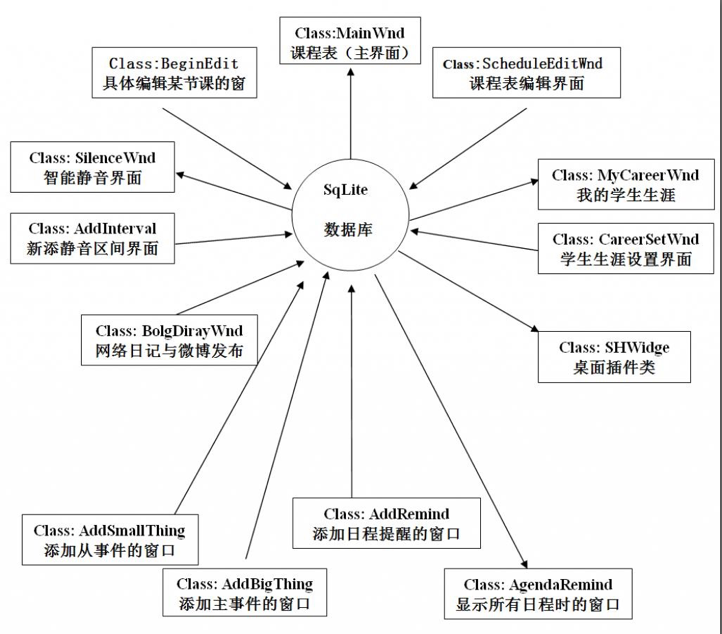 Class:MainWnd
课程表（主界面）
Class:BeginEdit
具体编辑某节课的窗
Class:ScheduleEditWnd
课程表编辑界面
Class: SilenceWnd
智能静音界面
SqLite
数据库
Class: MyCareerWnd
我的学生生涯
Class: AddInterval
新添静音区间界面
Class: CareerSetWnd
学生生涯设置界面
Class: BolgDirayWnd
网络日记与微博发布
Class: SHWidge
桌面插件类
Class: AddSmallThing
添加从事件的窗口
Class: AddRemind
添加日程提醒的窗口
Class: AddBigThing
添加主事件的窗口
Class: AgendaRemind
显示所有日程时的窗口